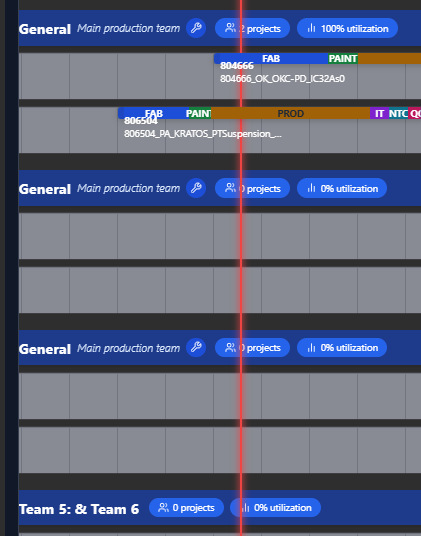 General Main production team 2 projects 100% utilization
FAB PAINT
804666
804666_OK_OKC-PD_IC32As0
FAB PAINT PROD IT NTC QC
806504
806504_PA_KRATOS_PTSuspension_...
General Main production team 0 projects 0% utilization
General Main production team 0 projects 0% utilization
Team 5: & Team 6 0 projects 0% utilization